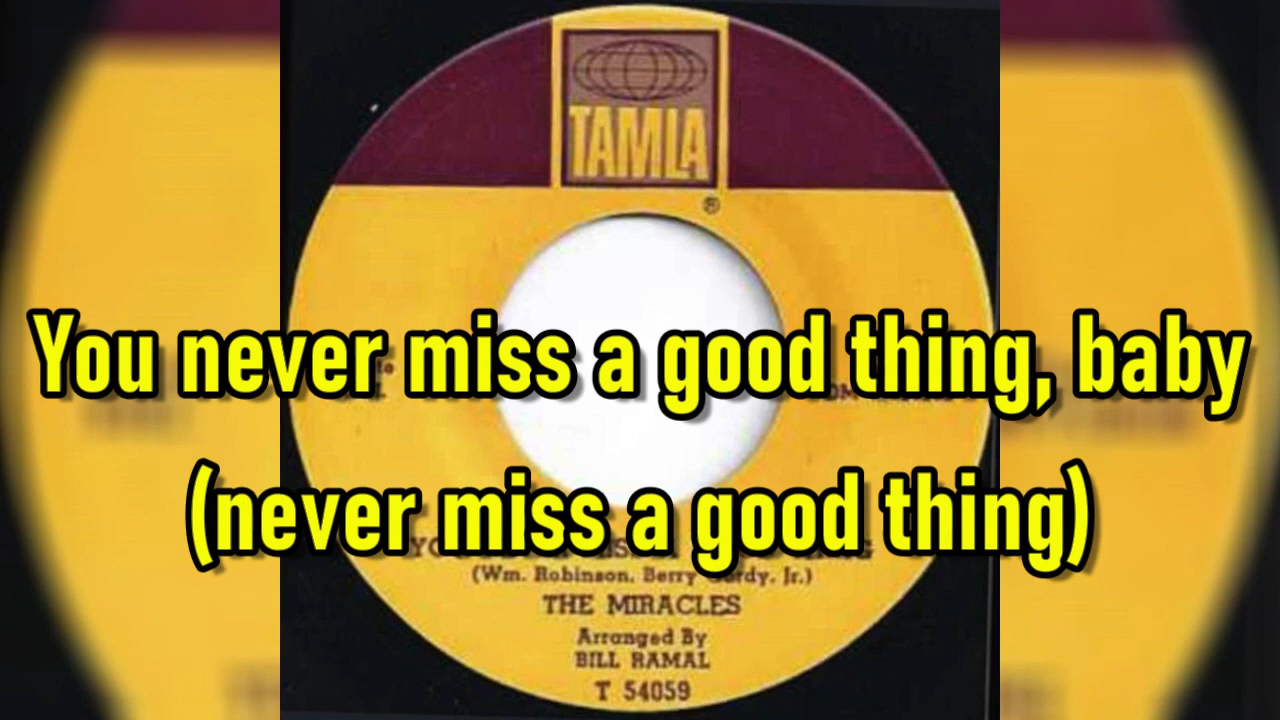 TAMLA
®
You never miss a good thing, baby
(never miss a good thing)
(Wm. Robinson, Berry Gordy, Jr.)
THE MIRACLES
Arranged By
BILL RAMAL
T 54059